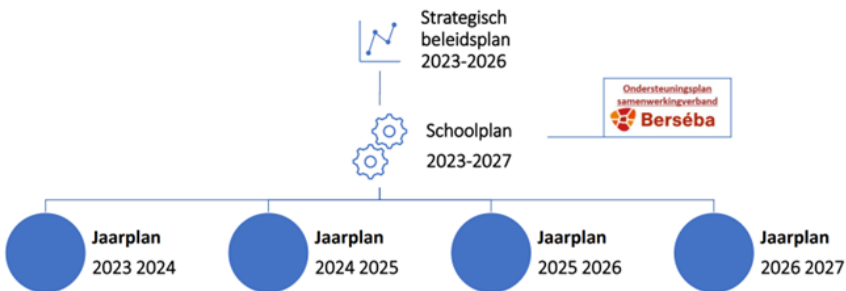 Strategisch
beleidsplan
2023-2026
Ondersteuningsplan
samenwerkingverband
Berséba
Schoolplan
2023-2027
Jaarplan
2023 2024
Jaarplan
2024 2025
Jaarplan
2025 2026
Jaarplan
2026 2027